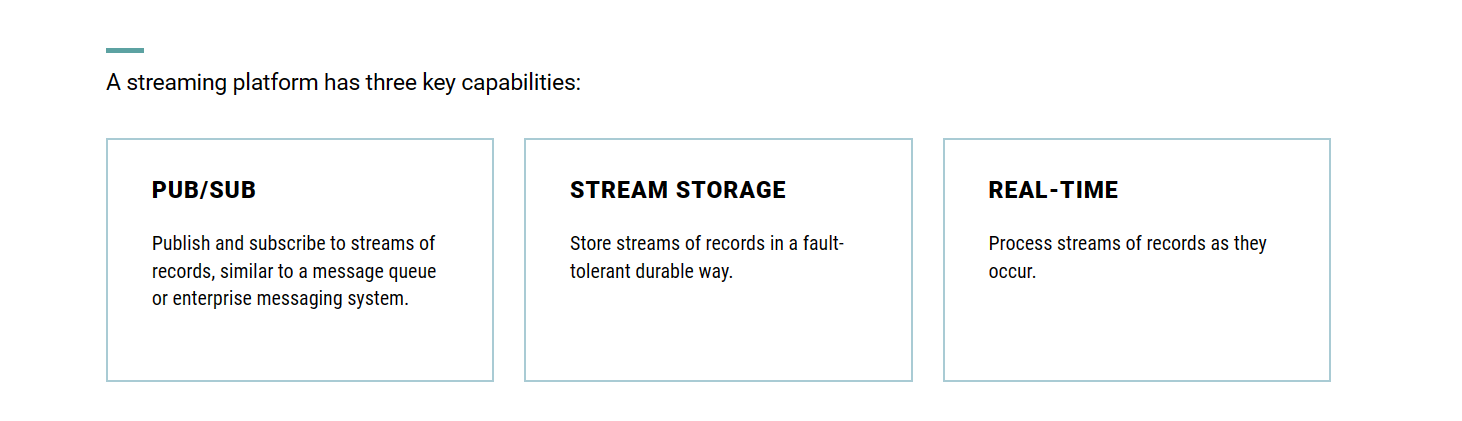 A streaming platform has three key capabilities:
PUB/SUB
Publish and subscribe to streams of
records, similar to a message queue
or enterprise messaging system.
STREAM STORAGE
Store streams of records in a fault-
tolerant durable way.
REAL-TIME
Process streams of records as they
occur.